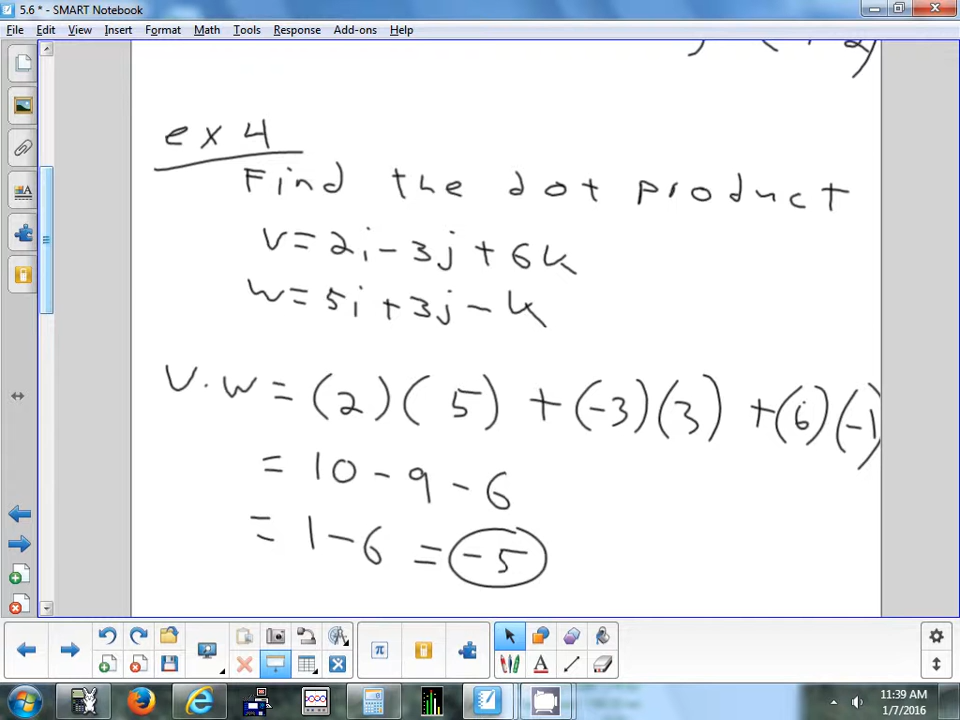 5.6 * - SMART Notebook
File Edit View Insert Format Math Tools Response Add-ons Help
ex 4
Find the dot product
v = 2i - 3j + 6k
w = 5i + 3j - k
v · w = (2)(5) + (-3)(3) + (6)(-1)
= 10 - 9 - 6
= 1 - 6 = -5
11:39 AM
1/7/2016